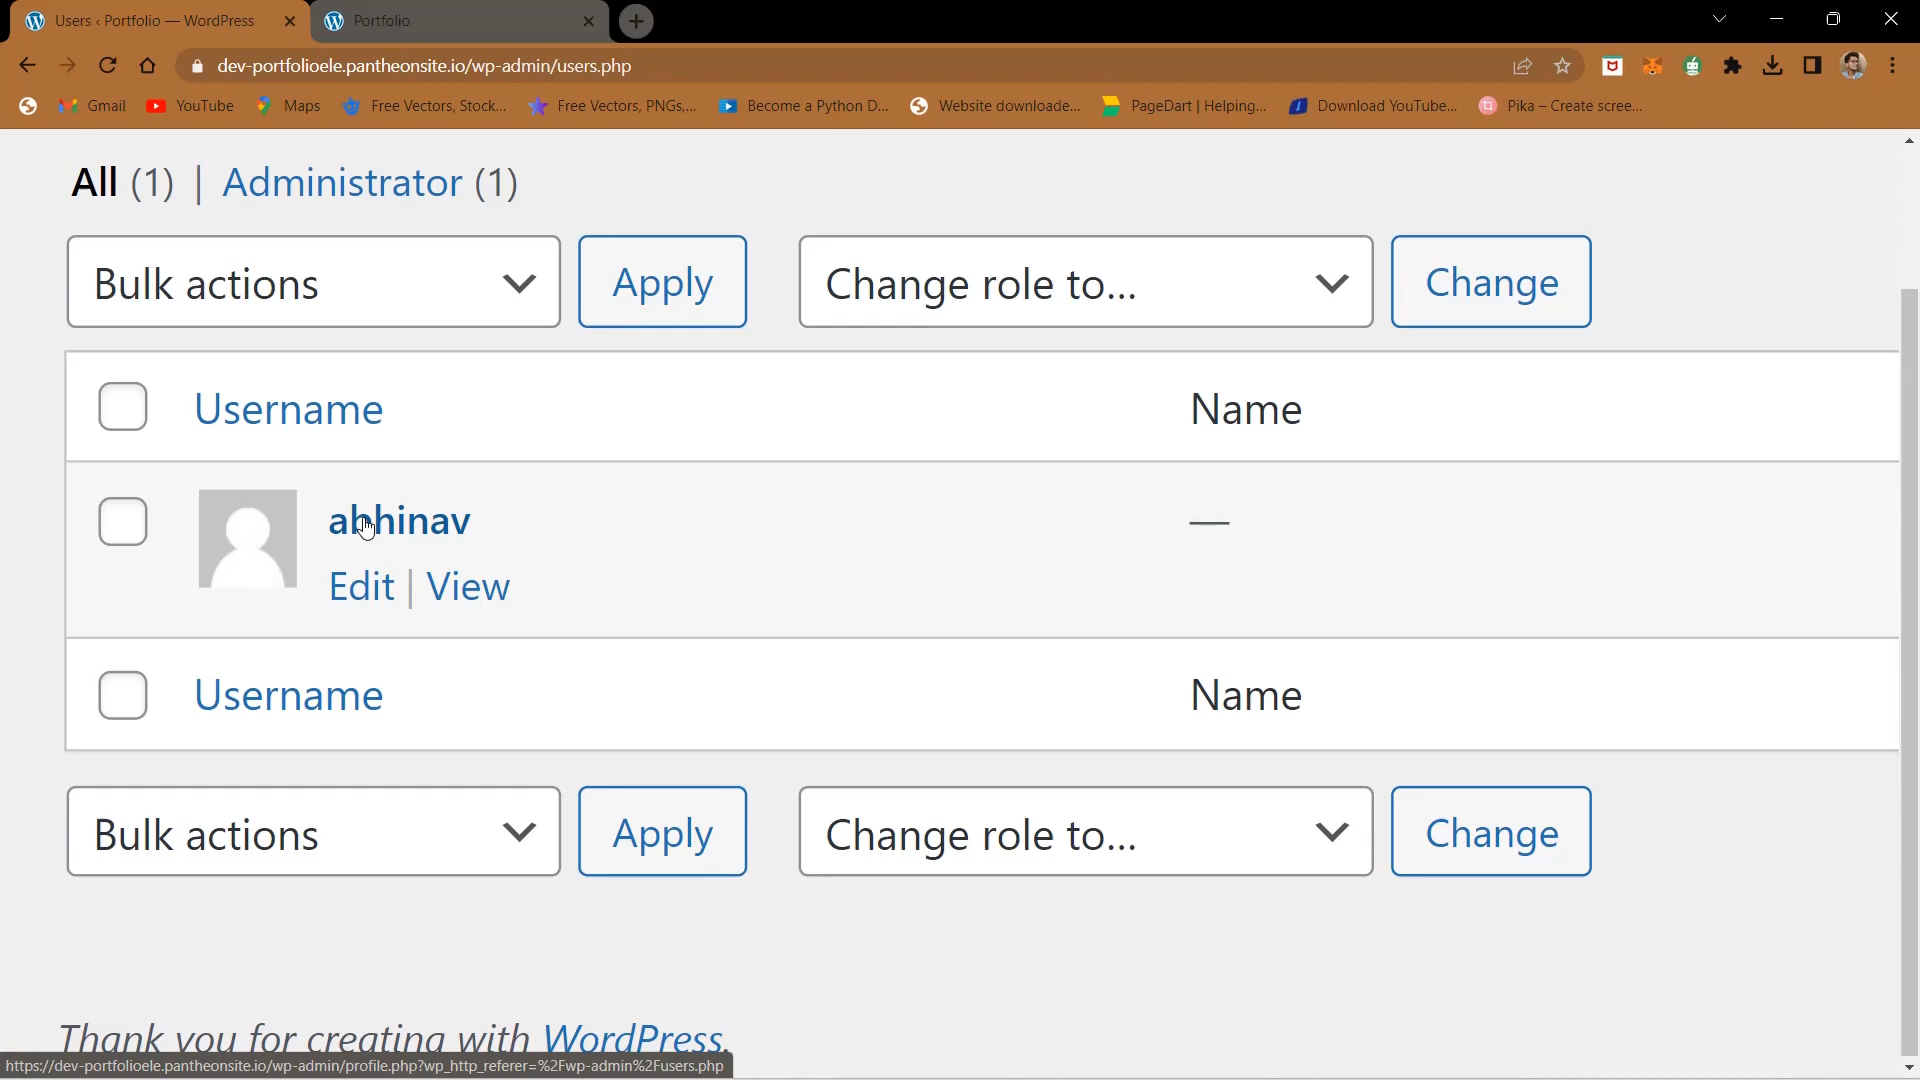 Users ‹ Portfolio — WordPress
Portfolio
dev-portfolioele.pantheonsite.io/wp-admin/users.php
Gmail
YouTube
Maps
Free Vectors, Stock...
Free Vectors, PNGs,...
Become a Python D...
Website downloade...
PageDart | Helping...
Download YouTube...
Pika – Create scree...
All (1) | Administrator (1)
Bulk actions Apply Change role to... Change
Username Name
abhinav —
Edit | View
Username Name
Bulk actions Apply Change role to... Change
Thank you for creating with WordPress.
https://dev-portfolioele.pantheonsite.io/wp-admin/profile.php?wp_http_referer=%2Fwp-admin%2Fusers.php